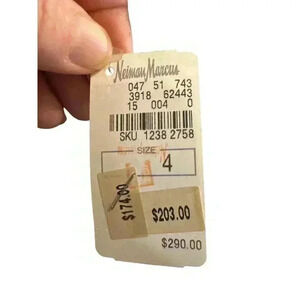 Neiman Marcus
047 51 743
3918 62443
15 004 0
SKU 1238 2758
SIZE
4
$174.00
$203.00
$290.00